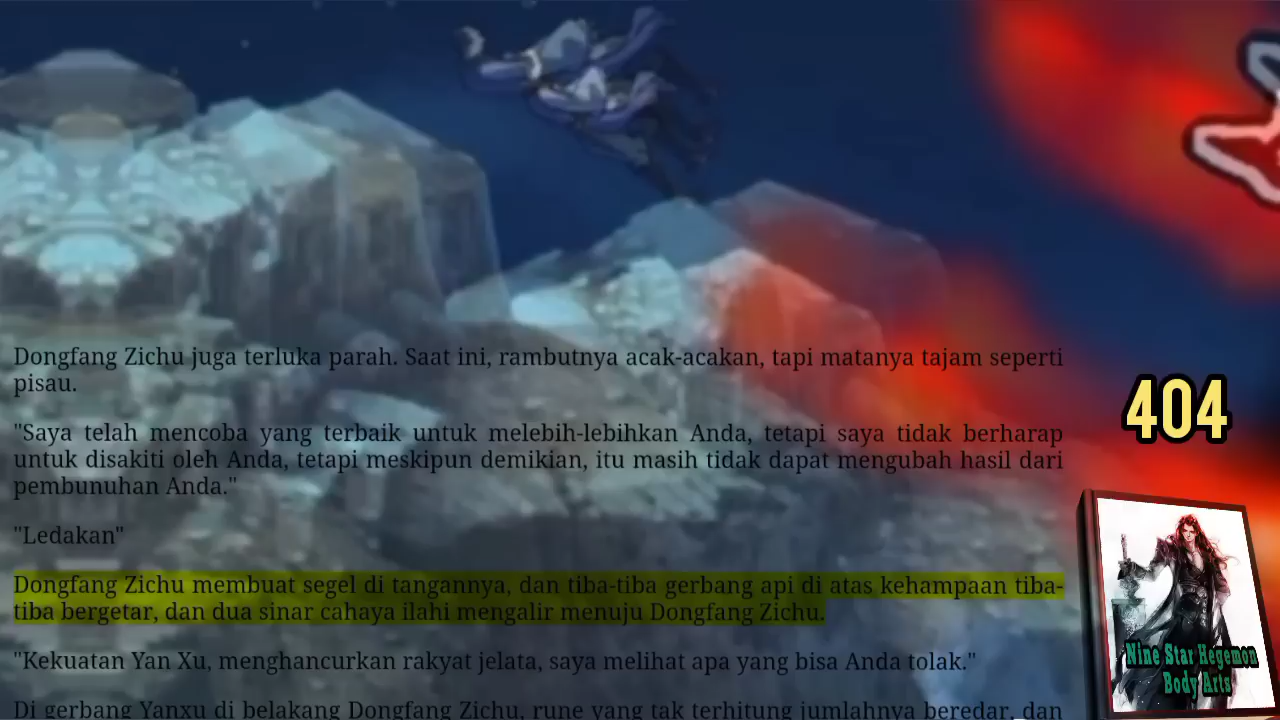 Dongfang Zichu juga terluka parah. Saat ini, rambutnya acak-acakan, tapi matanya tajam seperti
pisau.
"Saya telah mencoba yang terbaik untuk melebih-lebihkan Anda, tetapi saya tidak berharap
untuk disakiti oleh Anda, tetapi meskipun demikian, itu masih tidak dapat mengubah hasil dari
pembunuhan Anda."
"Ledakan"
Dongfang Zichu membuat segel di tangannya, dan tiba-tiba gerbang api di atas kehampaan tiba-
tiba bergetar, dan dua sinar cahaya ilahi mengalir menuju Dongfang Zichu.
"Kekuatan Yan Xu, menghancurkan rakyat jelata, saya melihat apa yang bisa Anda tolak."
Di gerbang Yanxu di belakang Dongfang Zichu, rune yang tak terhitung jumlahnya beredar, dan
404
Nine Star Hegemon
Body Arts